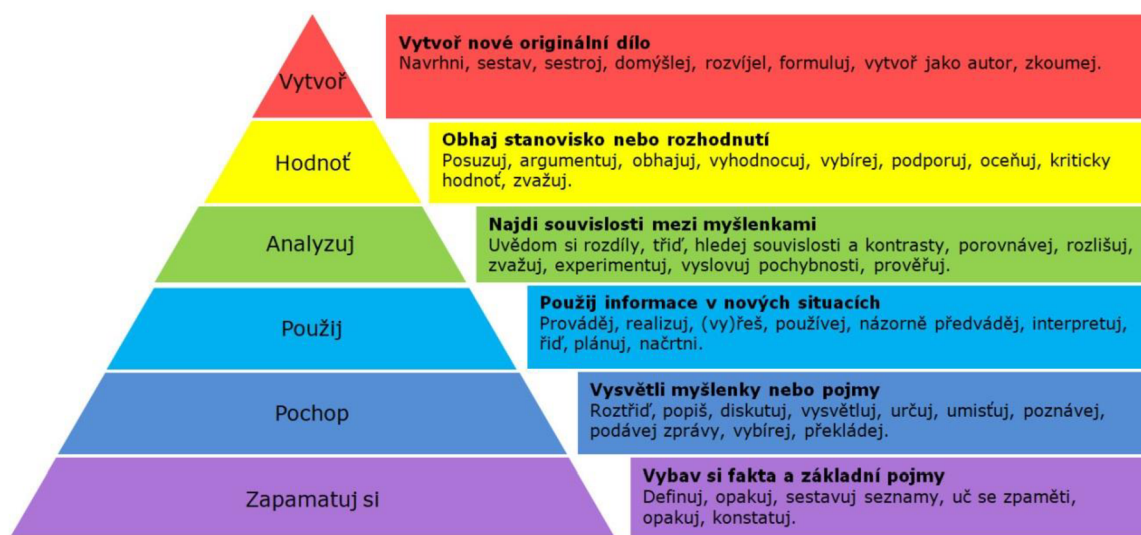 Vytvoř
Vytvoř nové originální dílo
Navrhni, sestav, sestroj, domýšlej, rozvíjel, formuluj, vytvoř jako autor, zkoumej.
Hodnoť
Obhaj stanovisko nebo rozhodnutí
Posuzuj, argumentuj, obhajuj, vyhodnocuj, vybírej, podporuj, oceňuj, kriticky
hodnoť, zvažuj.
Analyzuj
Najdi souvislosti mezi myšlenkami
Uvědom si rozdíly, třiď, hledej souvislosti a kontrasty, porovnávej, rozlišuj,
zvažuj, experimentuj, vyslovuj pochybnosti, prověřuj.
Použij
Použij informace v nových situacích
Prováděj, realizuj, (vy)řeš, používej, názorně předváděj, interpretuj,
řiď, plánuj, načrtni.
Pochop
Vysvětli myšlenky nebo pojmy
Roztřiď, popiš, diskutuj, vysvětluj, určuj, umisťuj, poznávej,
podávej zprávy, vybírej, překládej.
Zapamatuj si
Vybav si fakta a základní pojmy
Definuj, opakuj, sestavuj seznamy, uč se zpaměti,
opakuj, konstatuj.